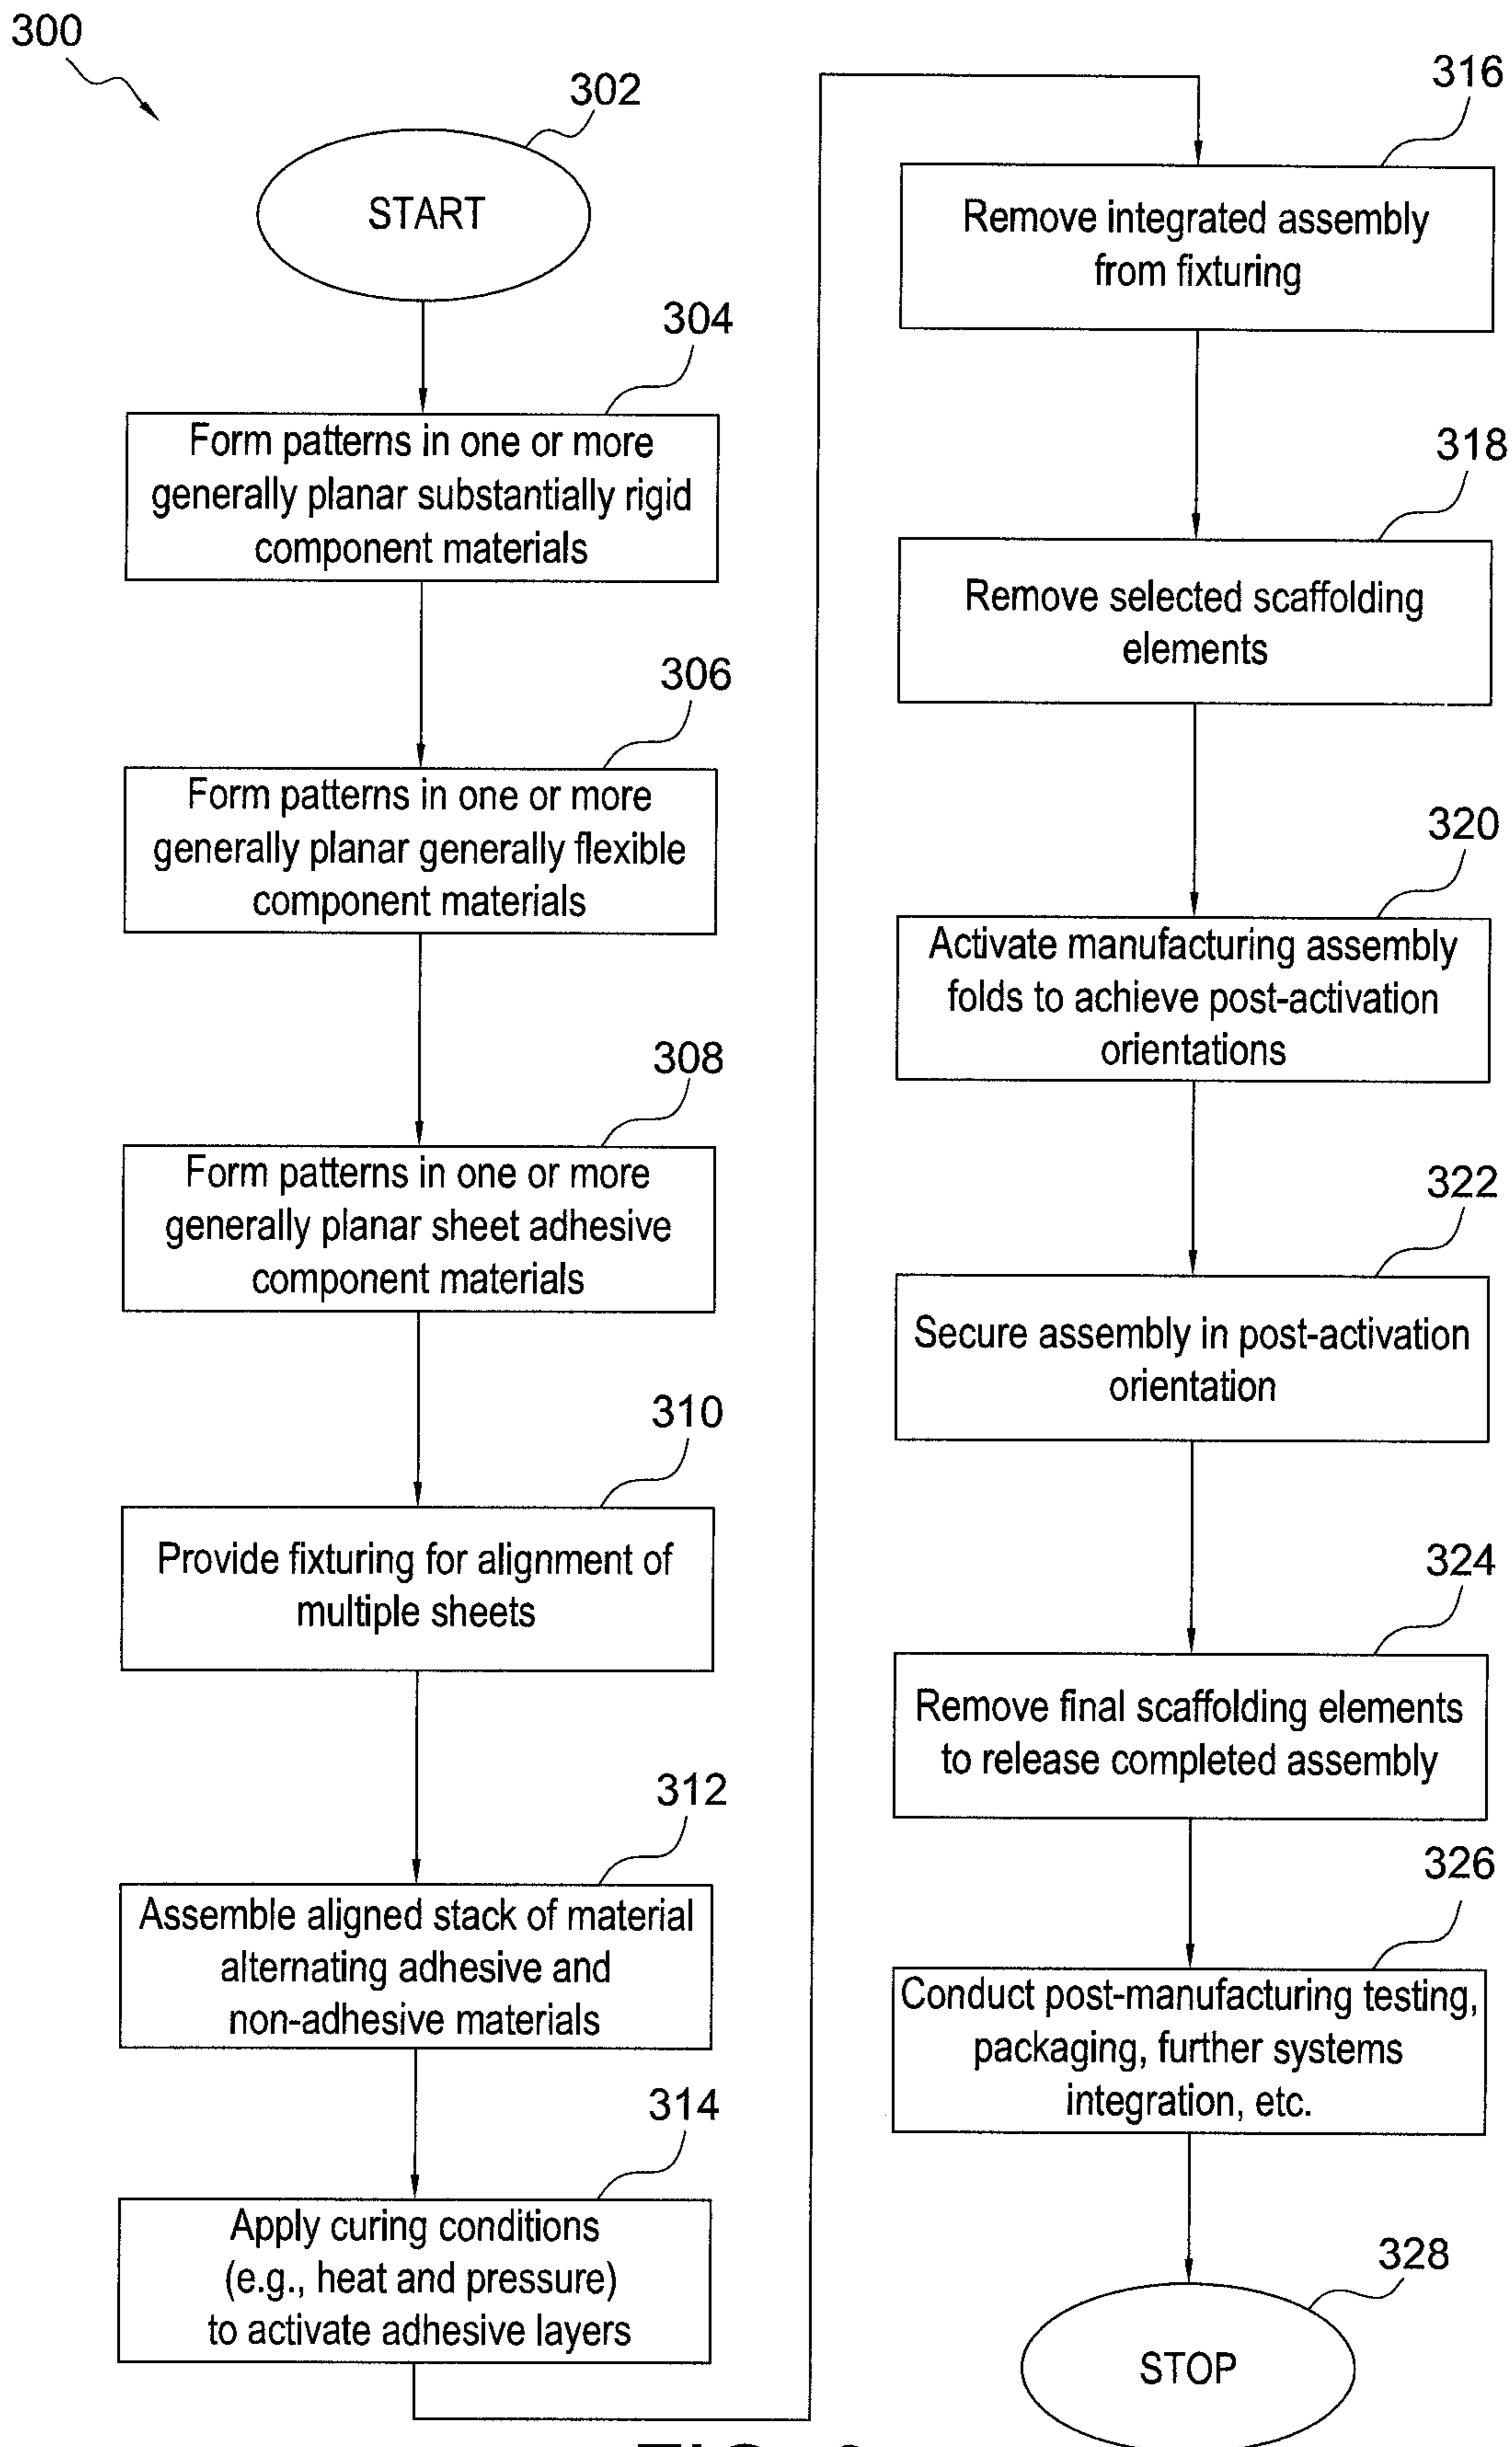 300
302
START
304
Form patterns in one or more
generally planar substantially rigid
component materials
306
Form patterns in one or more
generally planar generally flexible
component materials
308
Form patterns in one or more
generally planar sheet adhesive
component materials
310
Provide fixturing for alignment of
multiple sheets
312
Assemble aligned stack of material
alternating adhesive and
non-adhesive materials
314
Apply curing conditions
(e.g., heat and pressure)
to activate adhesive layers
316
Remove integrated assembly
from fixturing
318
Remove selected scaffolding
elements
320
Activate manufacturing assembly
folds to achieve post-activation
orientations
322
Secure assembly in post-activation
orientation
324
Remove final scaffolding elements
to release completed assembly
326
Conduct post-manufacturing testing,
packaging, further systems
integration, etc.
328
STOP